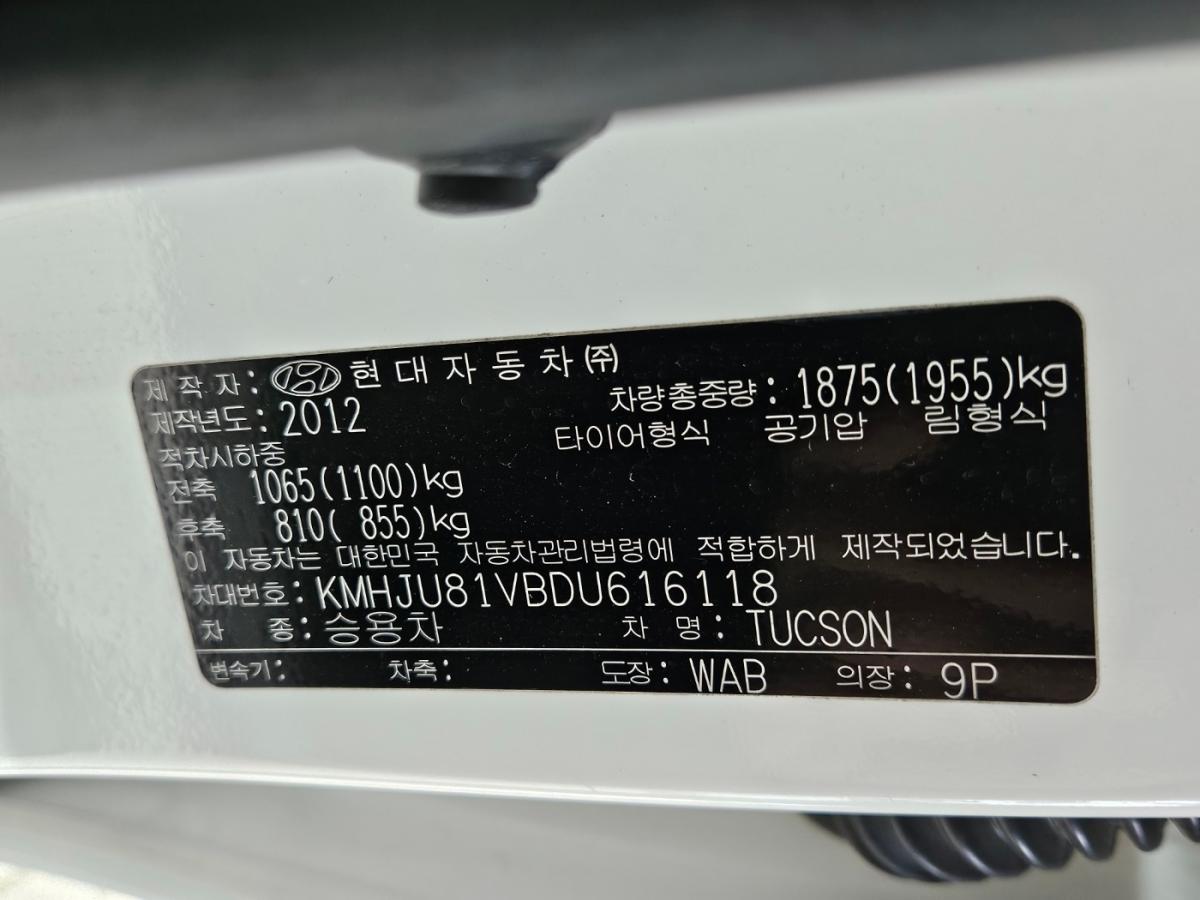 제 작 자 : 현 대 자 동 차 ㈜
제작년도 : 2012
차량총중량 : 1875(1955)kg
적차시하중
타이어형식 공기압 림형식
전축 1065(1100)kg
후축 810( 855)kg
이 자동차는 대한민국 자동차관리법령에 적합하게 제작되었습니다.
차대번호 : KMHJU81VBDU616118
차 종 : 승용차 차 명 : TUCSON
변속기 : 차축 : 도장 : WAB 의장 : 9P